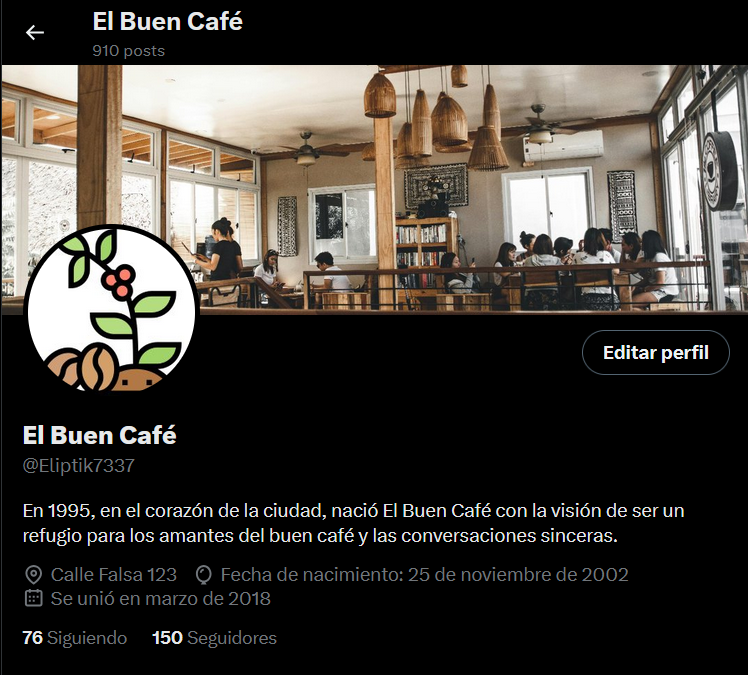 El Buen Café
910 posts
Editar perfil
El Buen Café
@Eliptik7337
En 1995, en el corazón de la ciudad, nació El Buen Café con la visión de ser un
refugio para los amantes del buen café y las conversaciones sinceras.
Calle Falsa 123 Fecha de nacimiento: 25 de noviembre de 2002
Se unió en marzo de 2018
76 Siguiendo 150 Seguidores